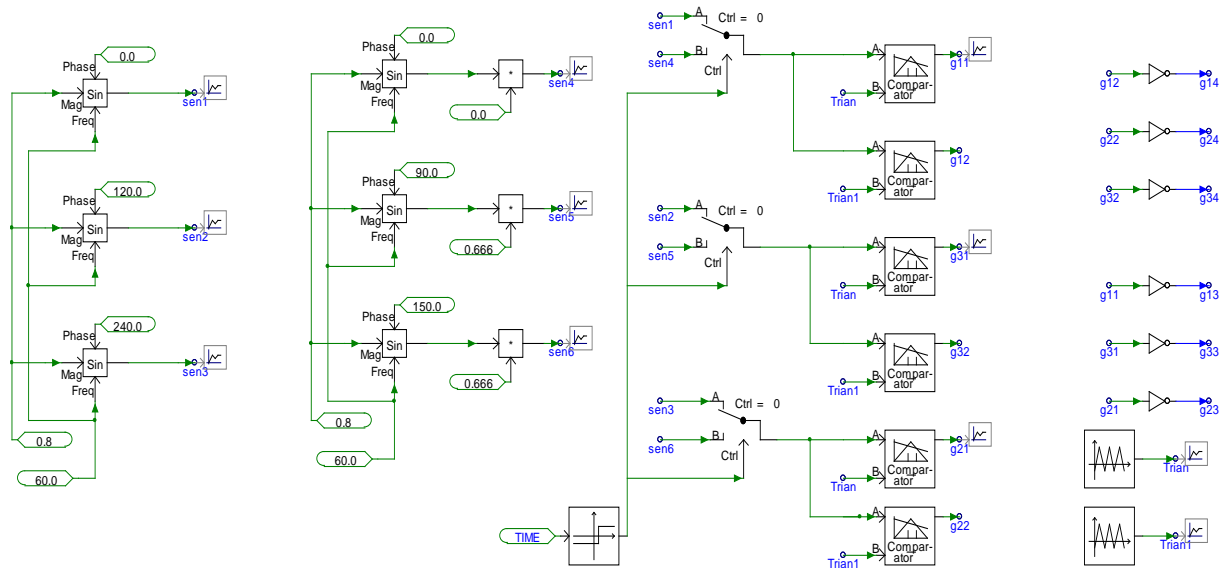 0.0
Phase
Sin
Mag
Freq
sen1
120.0
Phase
Sin
Mag
Freq
sen2
240.0
Phase
Sin
Mag
Freq
sen3
0.8
60.0
0.0
Phase
Sin
*
Mag
Freq
sen4
0.0
90.0
Phase
Sin
*
Mag
Freq
sen5
0.666
150.0
Phase
Sin
*
Mag
Freq
sen6
0.666
0.8
60.0
TIME
sen1
A
Ctrl = 0
sen4
B
Ctrl
A
B
Compar-
ator
g11
Trian
A
B
Compar-
ator
g12
Trian1
sen2
A
Ctrl = 0
sen5
B
Ctrl
A
B
Compar-
ator
g31
Trian
A
B
Compar-
ator
g32
Trian1
sen3
A
Ctrl = 0
sen6
B
Ctrl
A
B
Compar-
ator
g21
Trian
A
B
Compar-
ator
g22
Trian1
g12
g14
g22
g24
g32
g34
g11
g13
g31
g33
g21
g23
Trian
Trian1